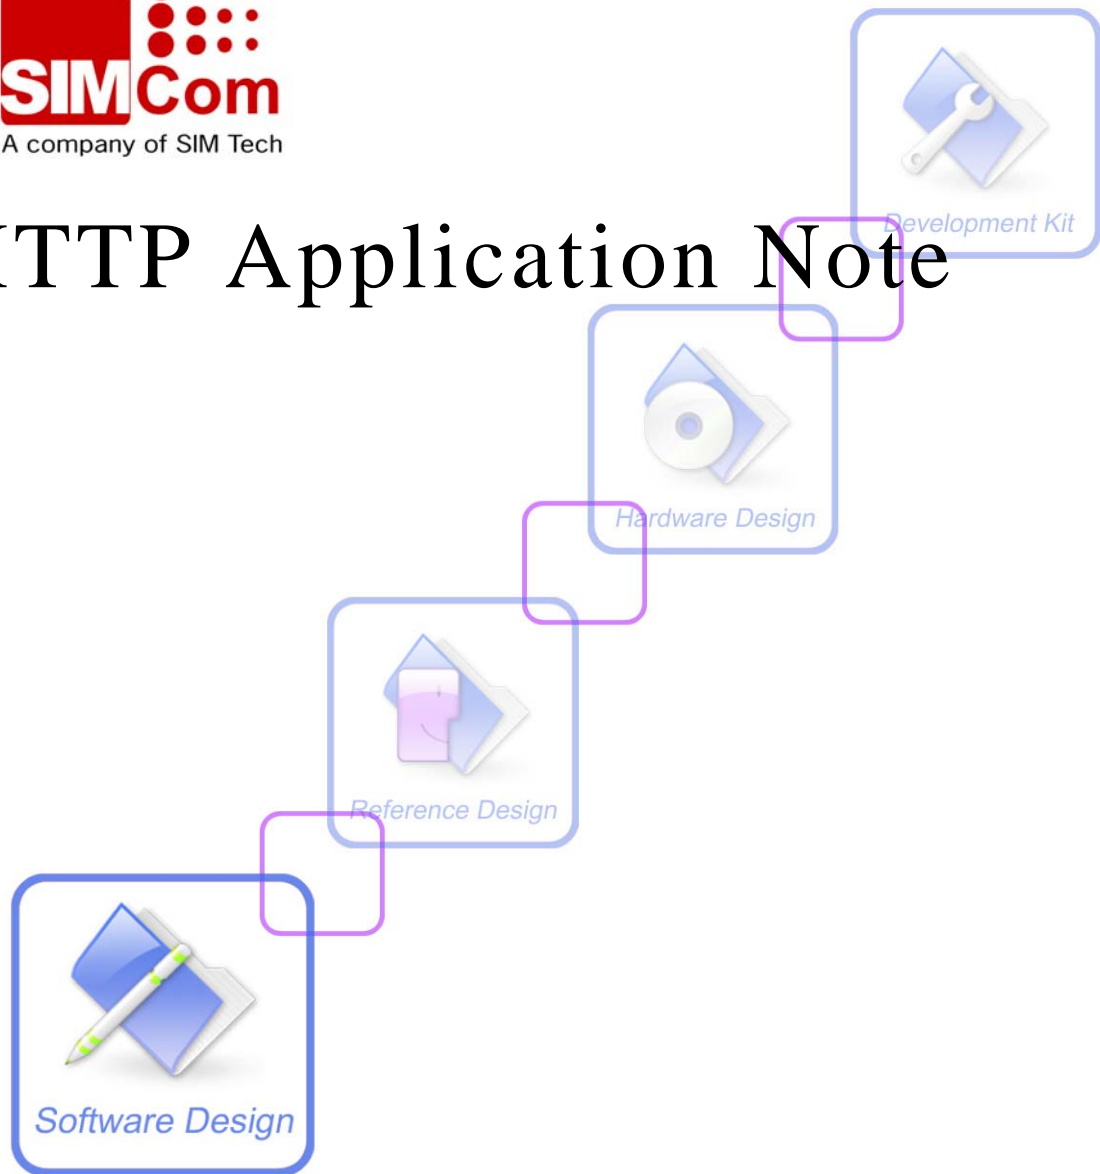 SIMCom
A company of SIM Tech
TTP Application Note
Development Kit
Hardware Design
Reference Design
Software Design